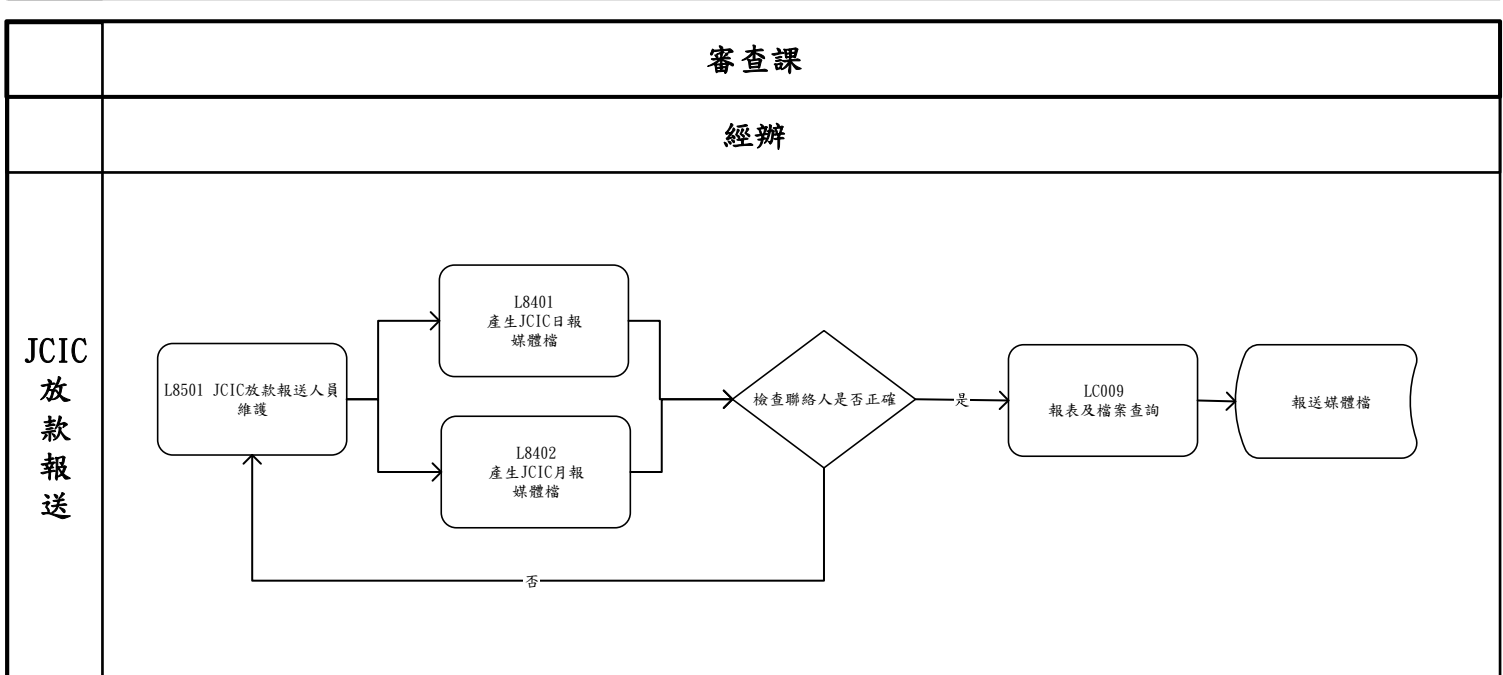 審查課
經辦
JCIC
放
款
報
送
L8501 JCIC放款報送人員
維護
L8401
產生JCIC日報
媒體檔
L8402
產生JCIC月報
媒體檔
檢查聯絡人是否正確
是
否
LC009
報表及檔案查詢
報送媒體檔